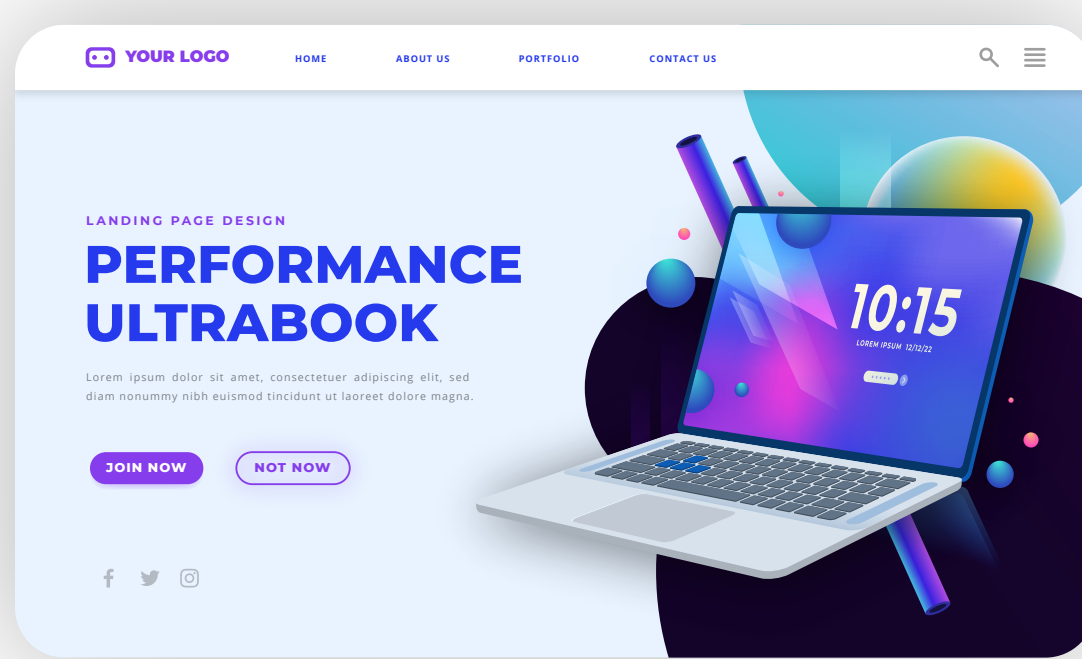 YOUR LOGO
HOME ABOUT US PORTFOLIO CONTACT US
LANDING PAGE DESIGN
PERFORMANCE
ULTRABOOK
Lorem ipsum dolor sit amet, consectetuer adipiscing elit, sed
diam nonummy nibh euismod tincidunt ut laoreet dolore magna.
JOIN NOW NOT NOW
10:15
LOREM IPSUM 12/12/22